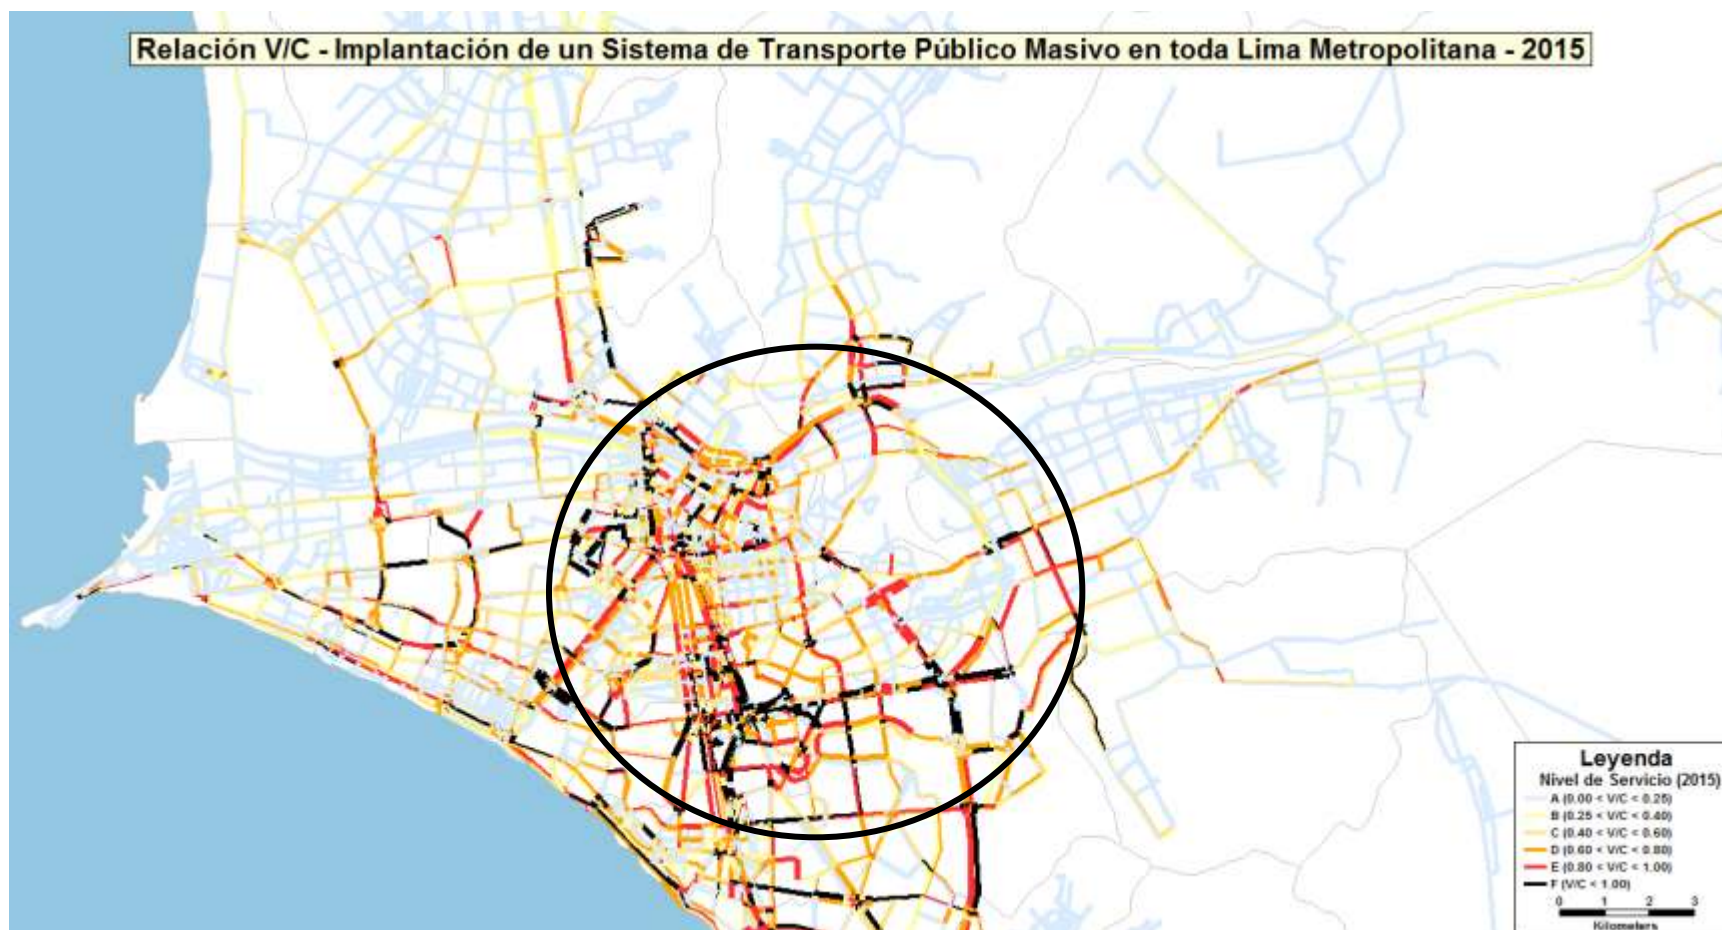 Relación V/C - Implantación de un Sistema de Transporte Público Masivo en toda Lima Metropolitana - 2015
Leyenda
Nivel de Servicio (2015)
A (0.00 < V/C < 0.25)
B (0.25 < V/C < 0.40)
C (0.40 < V/C < 0.60)
D (0.60 < V/C < 0.80)
E (0.80 < V/C < 1.00)
F (V/C < 1.00)
0 1 2 3
Kilometers